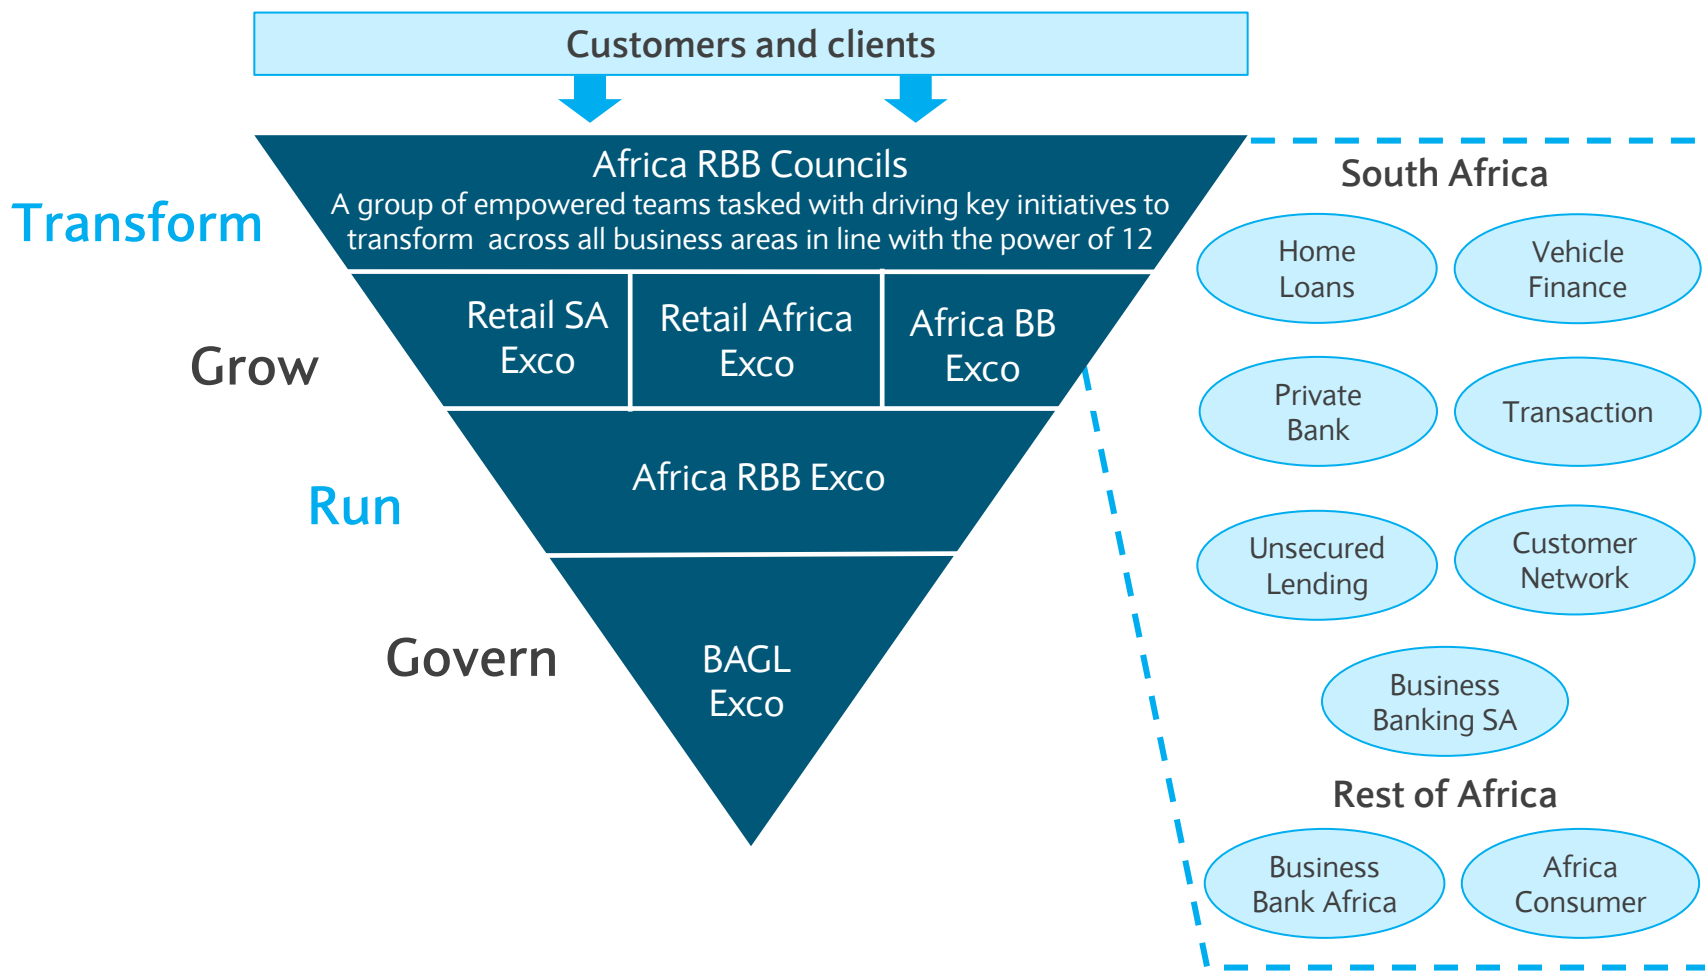 Customers and clients
Transform
Africa RBB Councils
A group of empowered teams tasked with driving key initiatives to
transform across all business areas in line with the power of 12
Grow
Retail SA
Exco
Retail Africa
Exco
Africa BB
Exco
Run
Africa RBB Exco
Govern
BAGL
Exco
South Africa
Home
Loans
Vehicle
Finance
Private
Bank
Transaction
Unsecured
Lending
Customer
Network
Business
Banking SA
Rest of Africa
Business
Bank Africa
Africa
Consumer